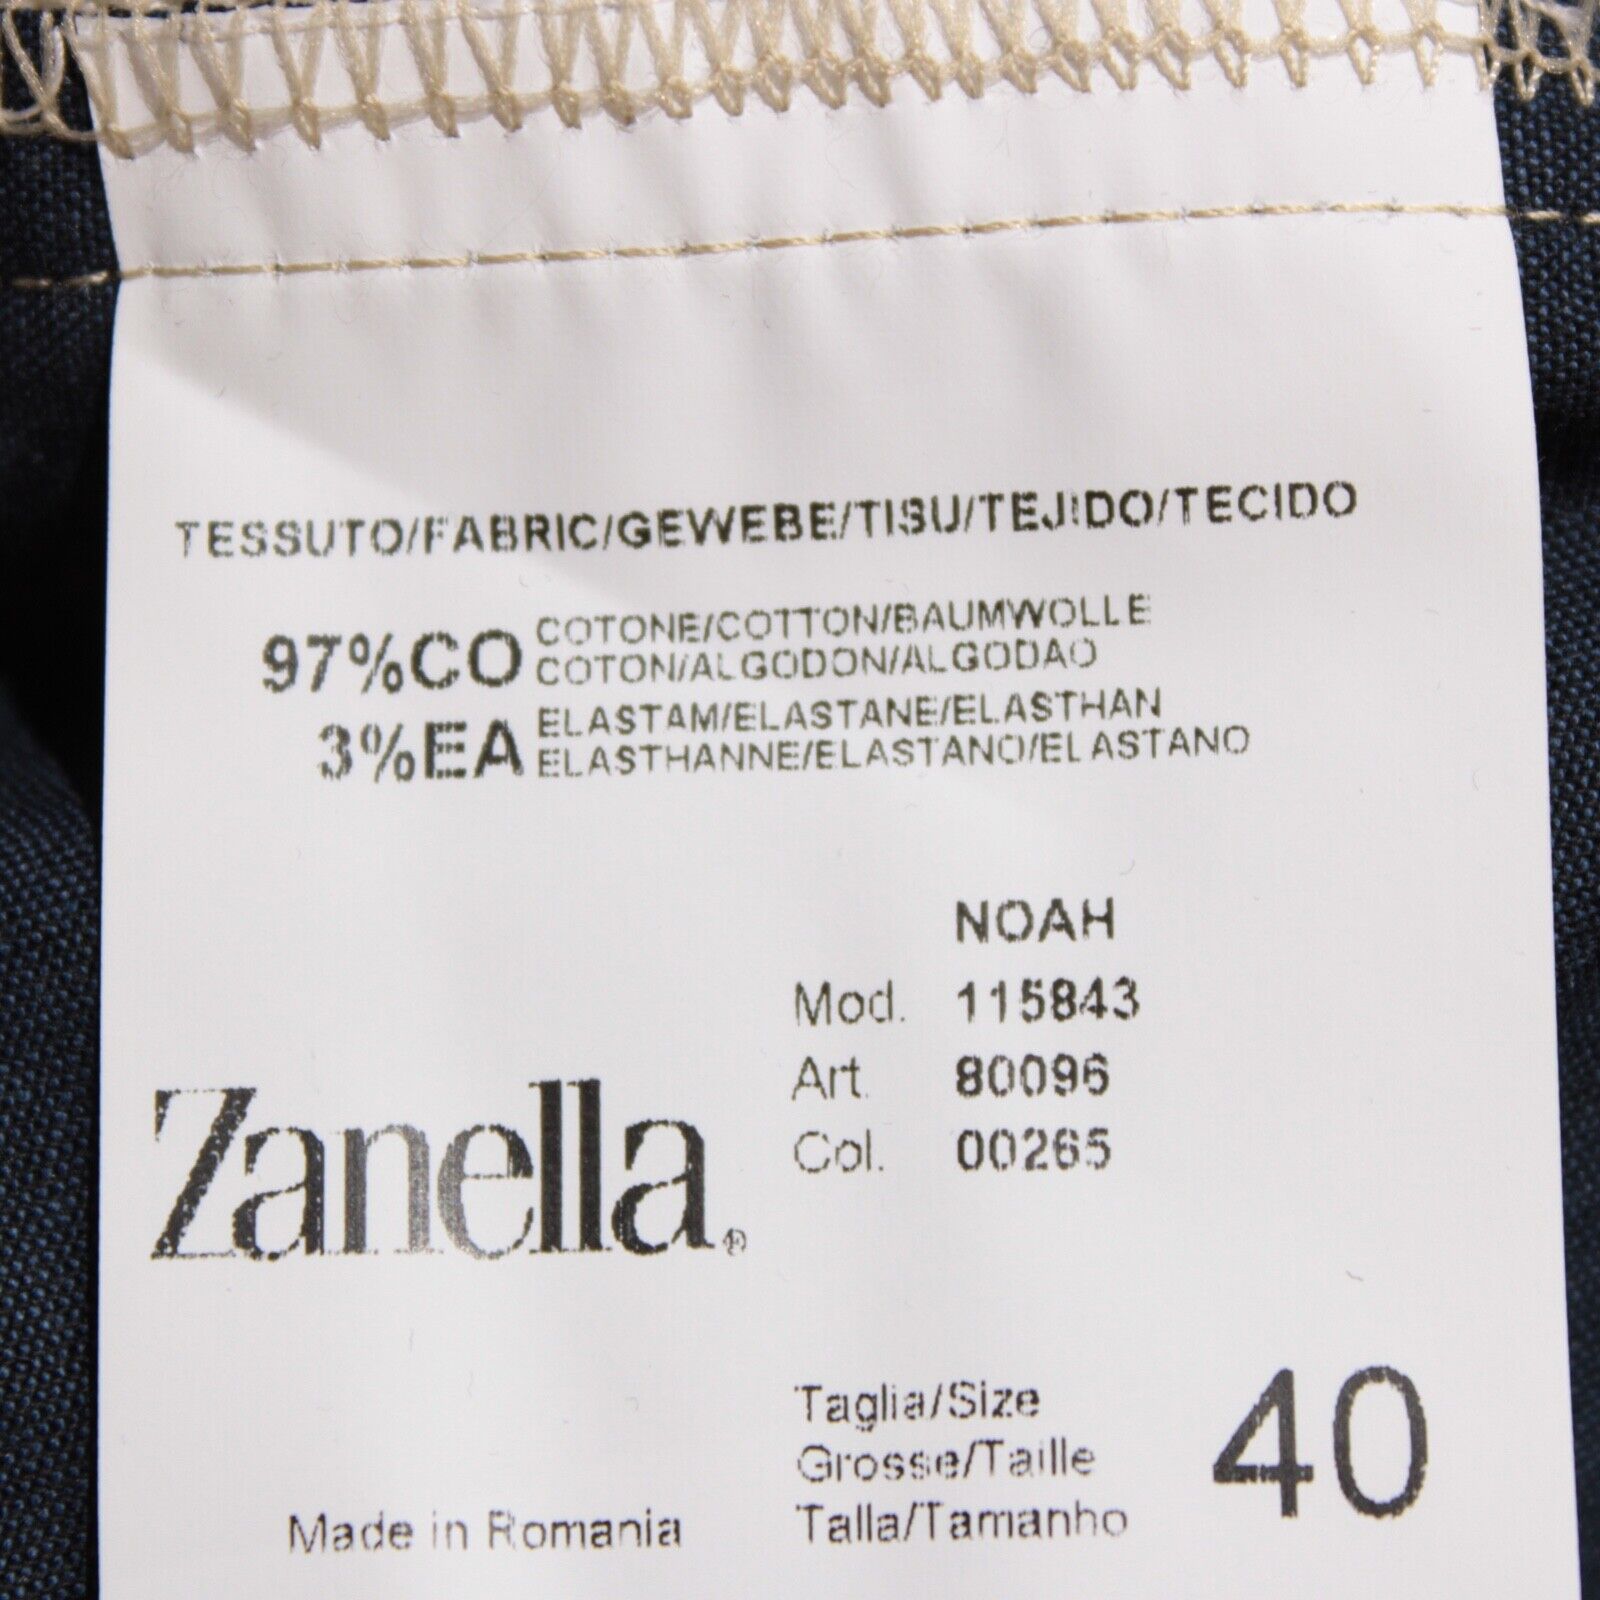 TESSUTO/FABRIC/GEWEBE/TISU/TEJIDO/TECIDO
97%CO COTONE/COTTON/BAUMWOLLE
COTON/ALGODON/ALGODAO
3%EA ELASTAM/ELASTANE/ELASTHAN
ELASTHANNE/ELASTANO/ELASTANO
NOAH
Mod. 115843
Art. 80096
Col. 00265
Zanella®
Taglia/Size
Grosse/Taille
Talla/Tamanho
40
Made in Romania